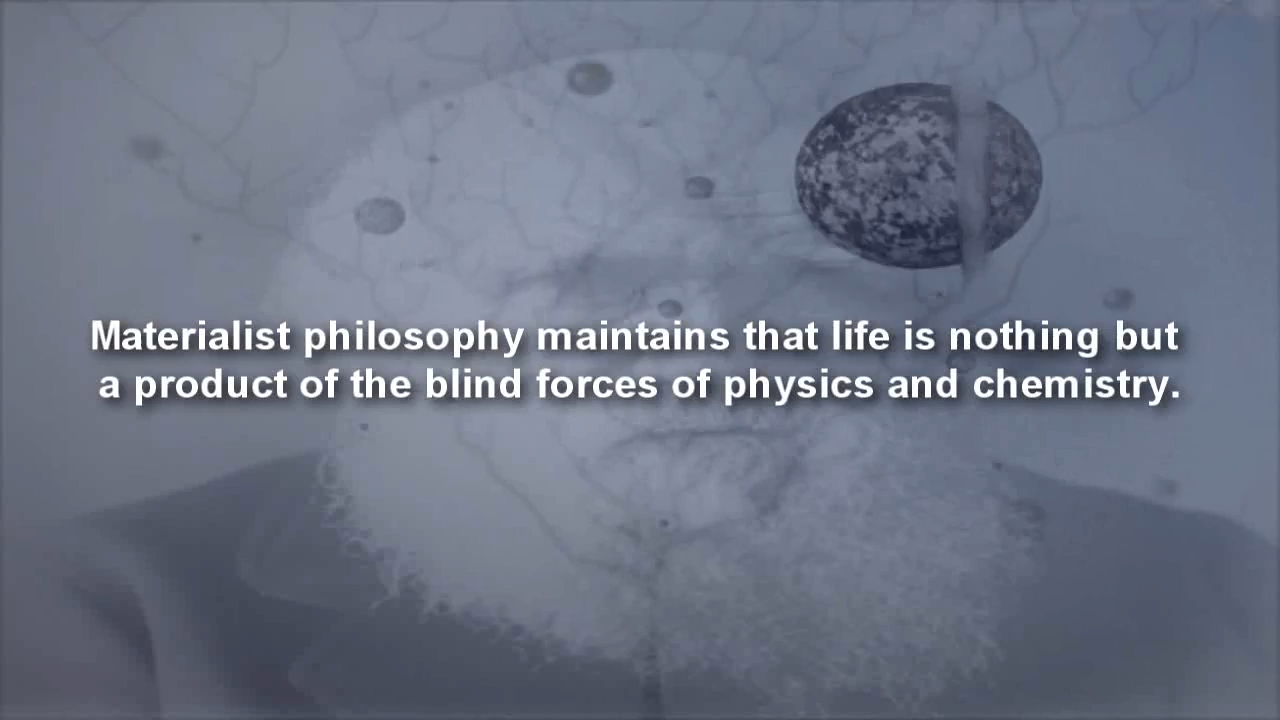 Materialist philosophy maintains that life is nothing but
a product of the blind forces of physics and chemistry.